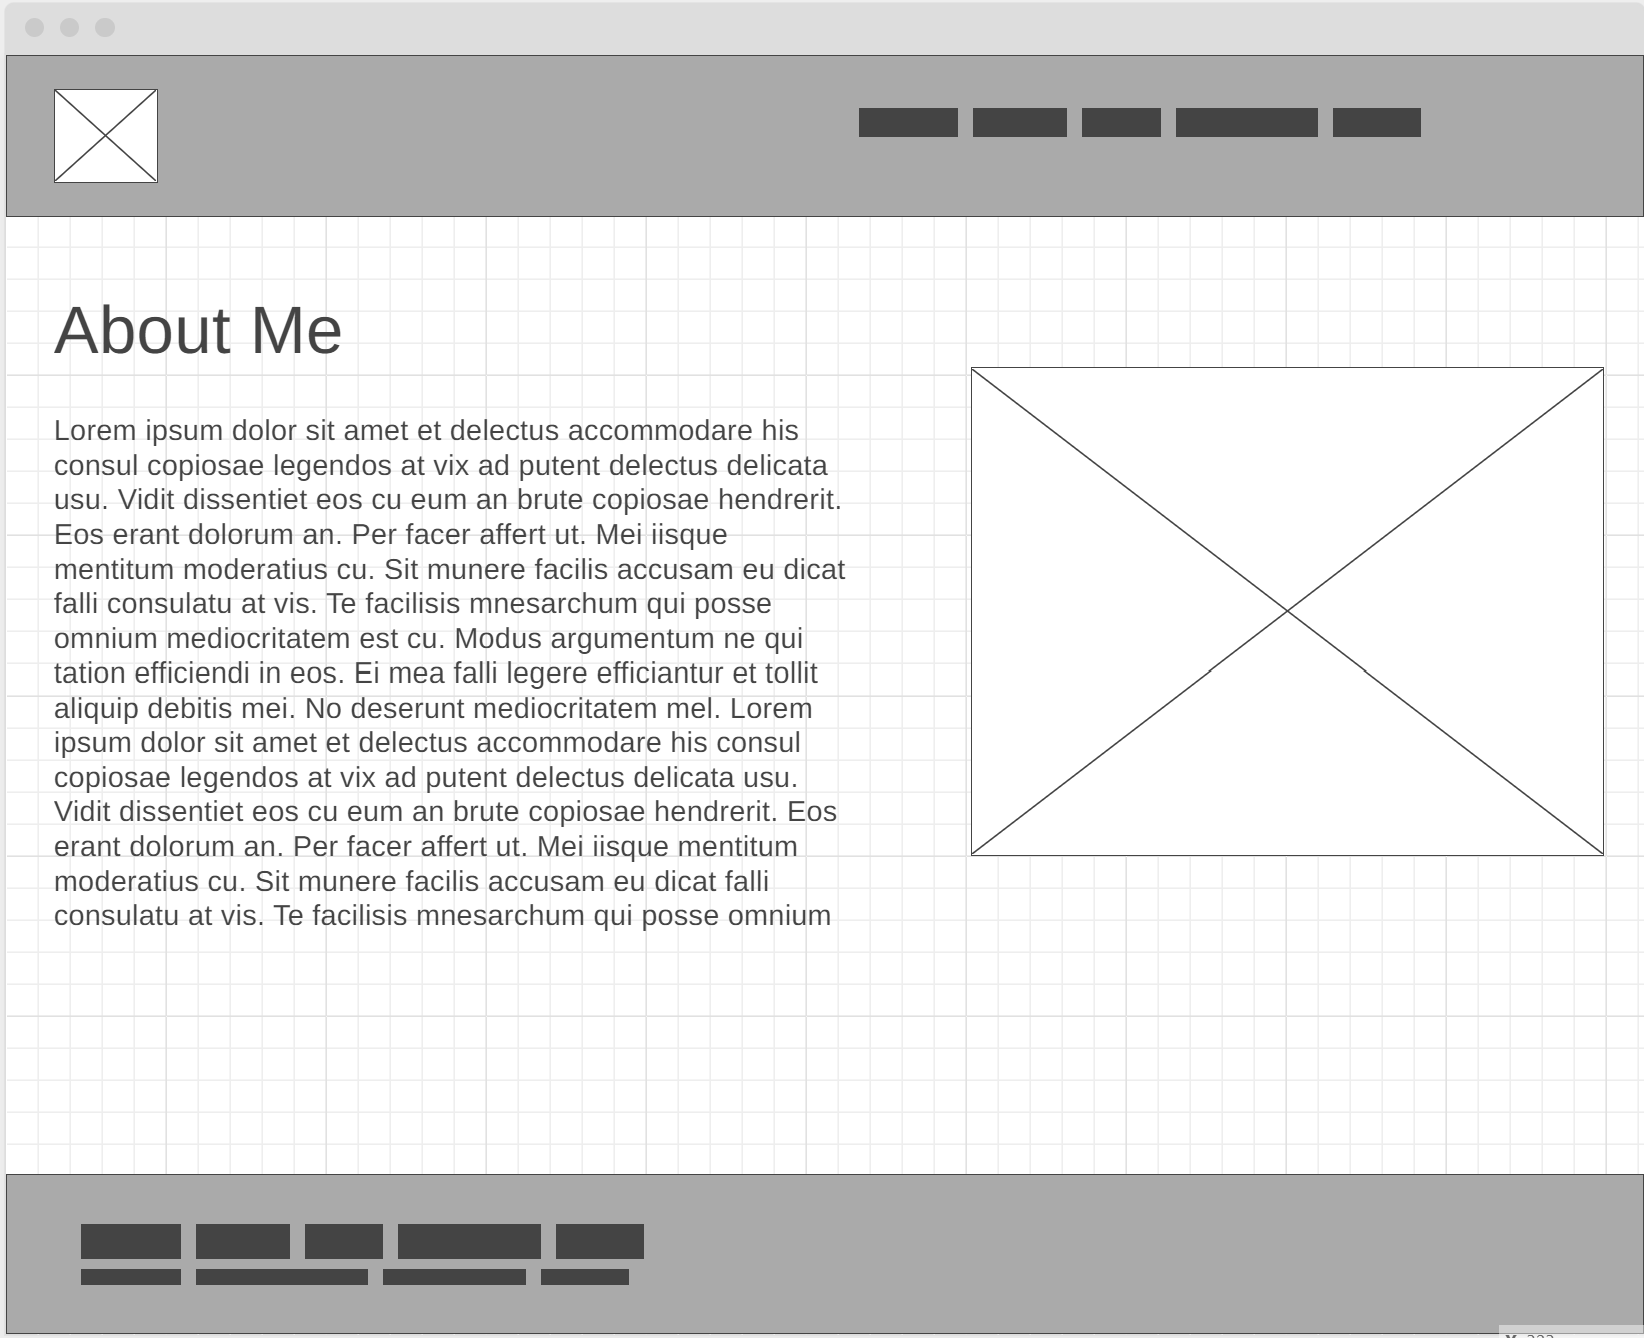 About Me
Lorem ipsum dolor sit amet et delectus accommodare his
consul copiosae legendos at vix ad putent delectus delicata
usu. Vidit dissentiet eos cu eum an brute copiosae hendrerit.
Eos erant dolorum an. Per facer affert ut. Mei iisque
mentitum moderatius cu. Sit munere facilis accusam eu dicat
falli consulatu at vis. Te facilisis mnesarchum qui posse
omnium mediocritatem est cu. Modus argumentum ne qui
tation efficiendi in eos. Ei mea falli legere efficiantur et tollit
aliquip debitis mei. No deserunt mediocritatem mel. Lorem
ipsum dolor sit amet et delectus accommodare his consul
copiosae legendos at vix ad putent delectus delicata usu.
Vidit dissentiet eos cu eum an brute copiosae hendrerit. Eos
erant dolorum an. Per facer affert ut. Mei iisque mentitum
moderatius cu. Sit munere facilis accusam eu dicat falli
consulatu at vis. Te facilisis mnesarchum qui posse omnium